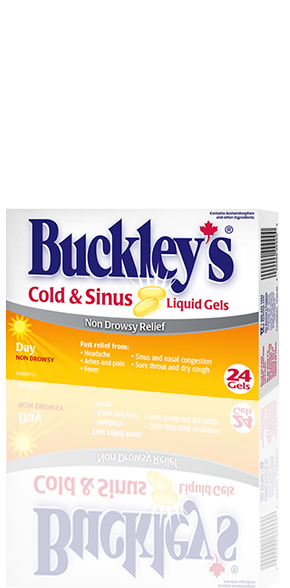 Contains Acetaminophen
and other ingredients
Buckley's®
Cold & Sinus Liquid Gels
Non Drowsy Relief
Day
NON DROWSY
Fast relief from:
• Headache
• Aches and pain
• Fever
• Sinus and nasal congestion
• Sore throat and dry cough
24
Gels